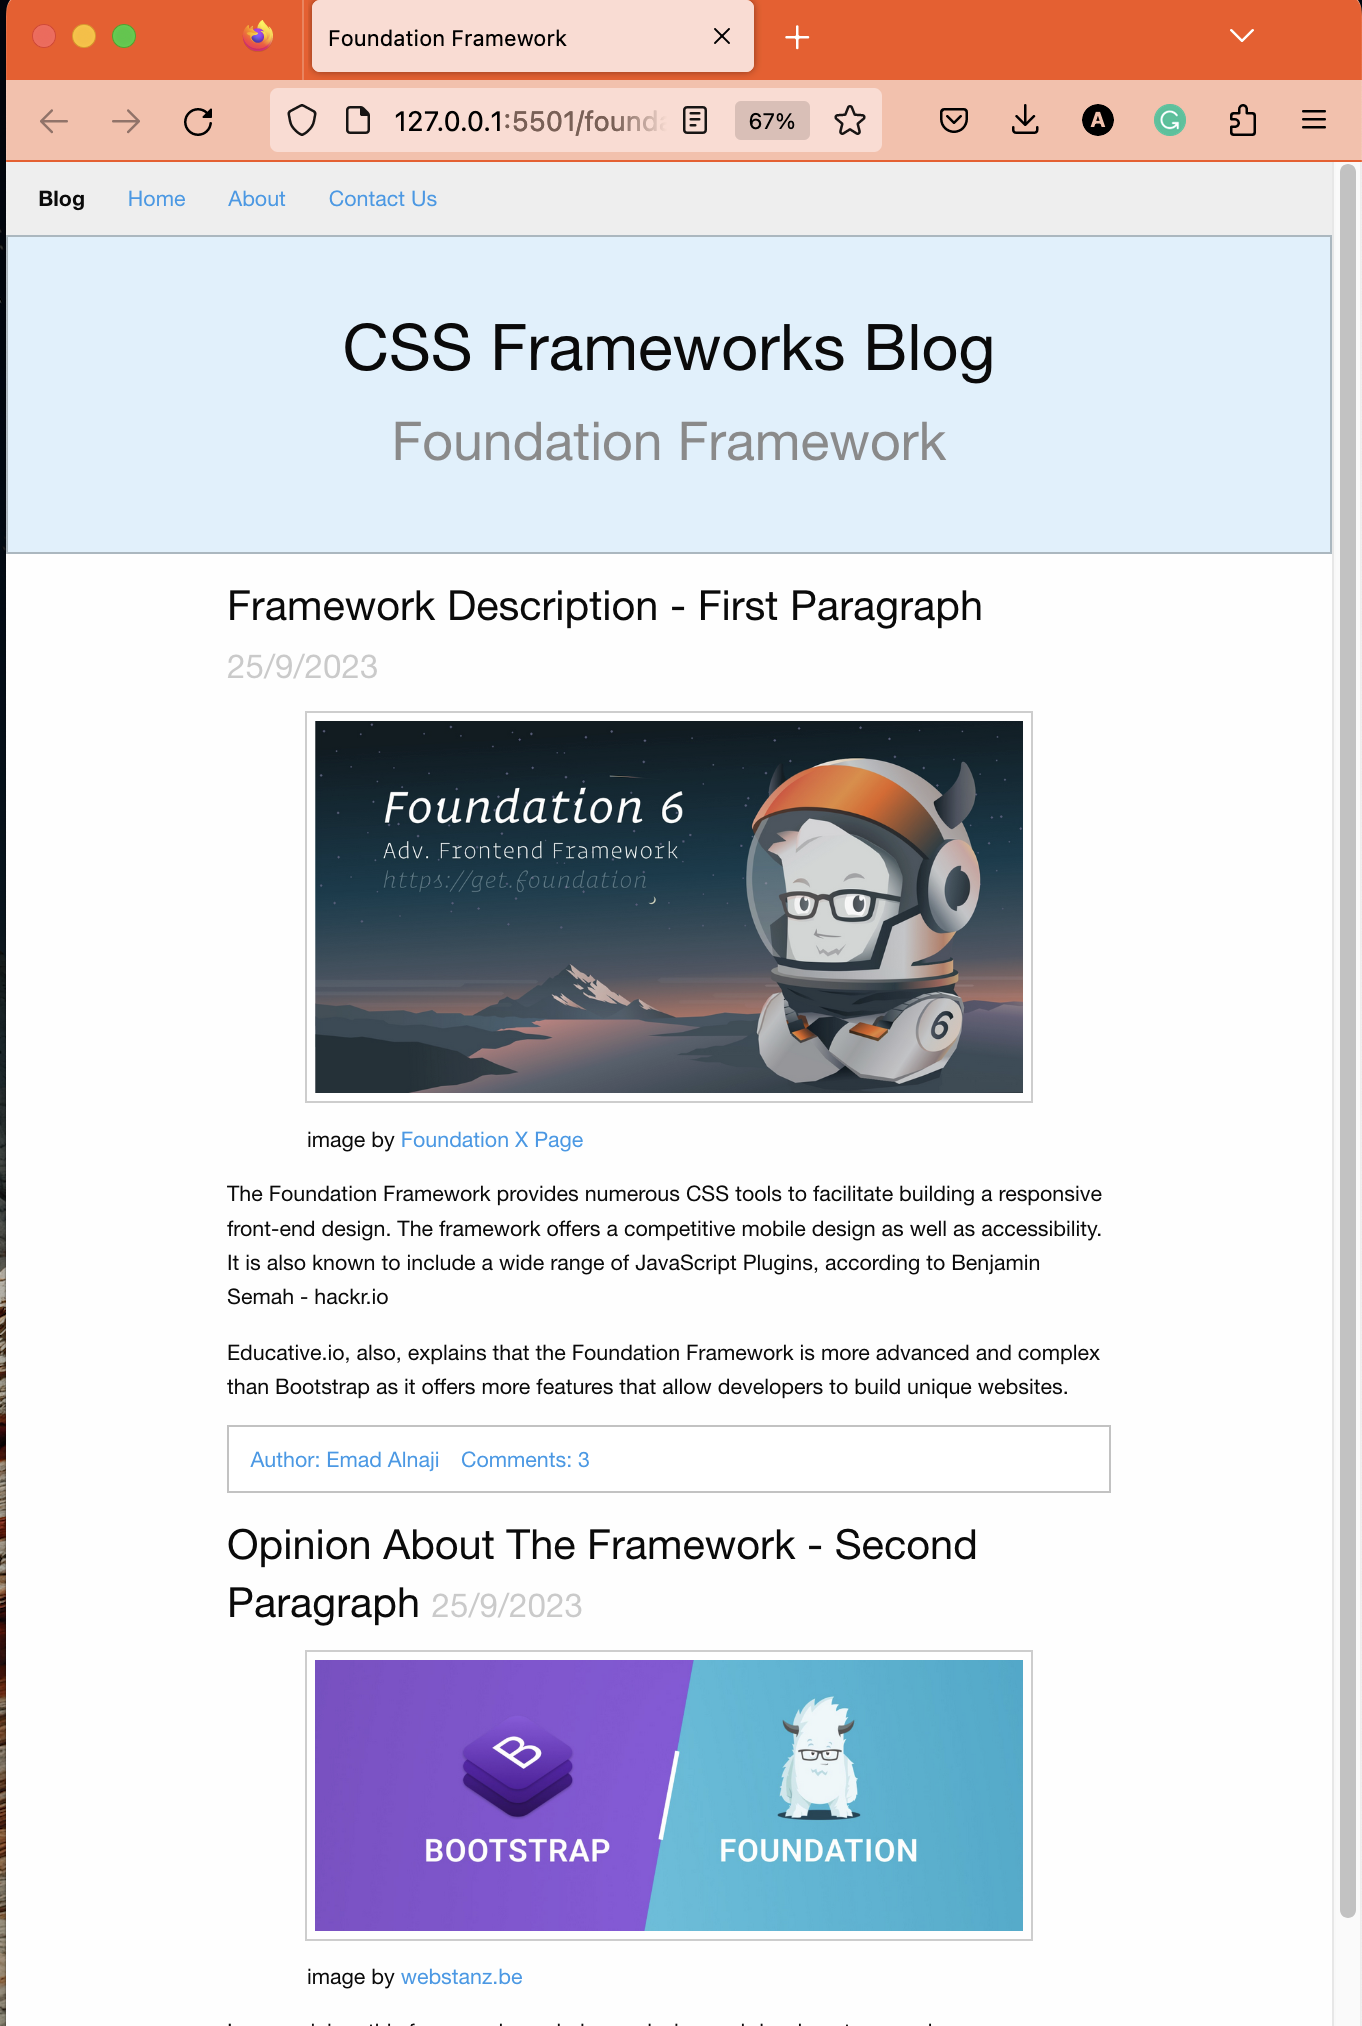 Foundation Framework
127.0.0.1:5501/founda
67%
Blog Home About Contact Us
CSS Frameworks Blog
Foundation Framework
Framework Description - First Paragraph
25/9/2023
Foundation 6
Adv. Frontend Framework
https://get.foundation
6
image by Foundation X Page
The Foundation Framework provides numerous CSS tools to facilitate building a responsive
front-end design. The framework offers a competitive mobile design as well as accessibility.
It is also known to include a wide range of JavaScript Plugins, according to Benjamin
Semah - hackr.io
Educative.io, also, explains that the Foundation Framework is more advanced and complex
than Bootstrap as it offers more features that allow developers to build unique websites.
Author: Emad Alnaji Comments: 3
Opinion About The Framework - Second
Paragraph 25/9/2023
B
BOOTSTRAP FOUNDATION
image by webstanz.be